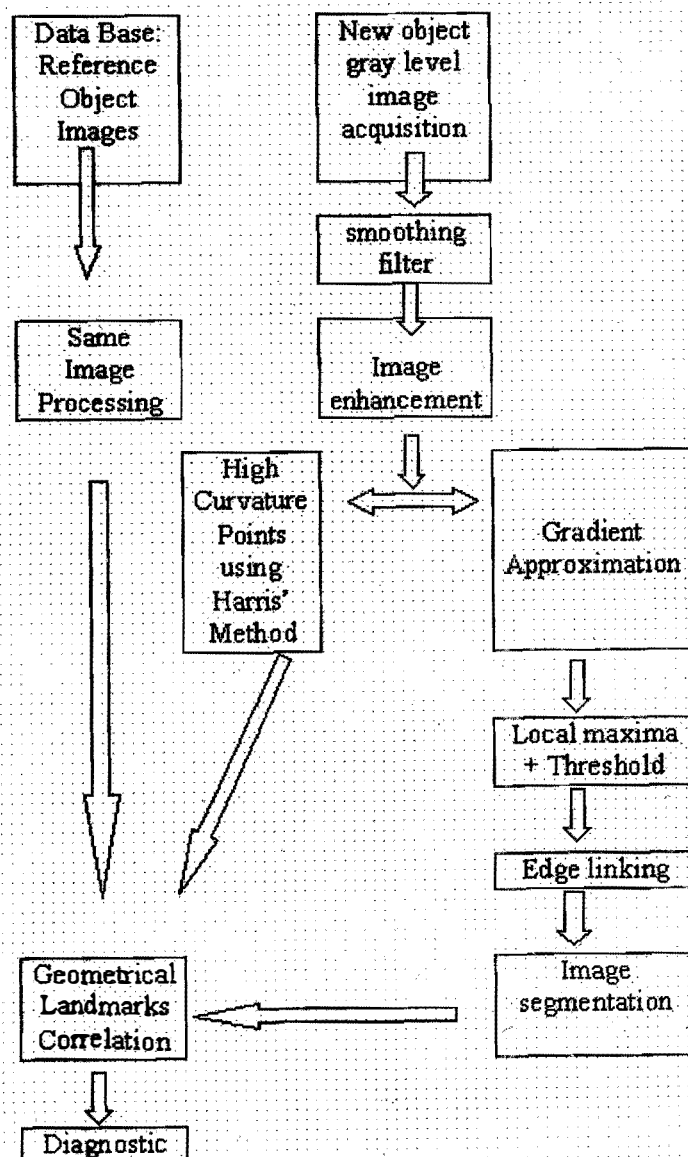 Data Base:
Reference
Object
Images
New object
gray level
image
acquisition
smoothing
filter
Same
Image
Processing
Image
enhancement
High
Curvature
Points
using
Harris'
Method
Gradient
Approximation
Local maxima
+ Threshold
Edge linking
Image
segmentation
Geometrical
Landmarks
Correlation
Diagnostic